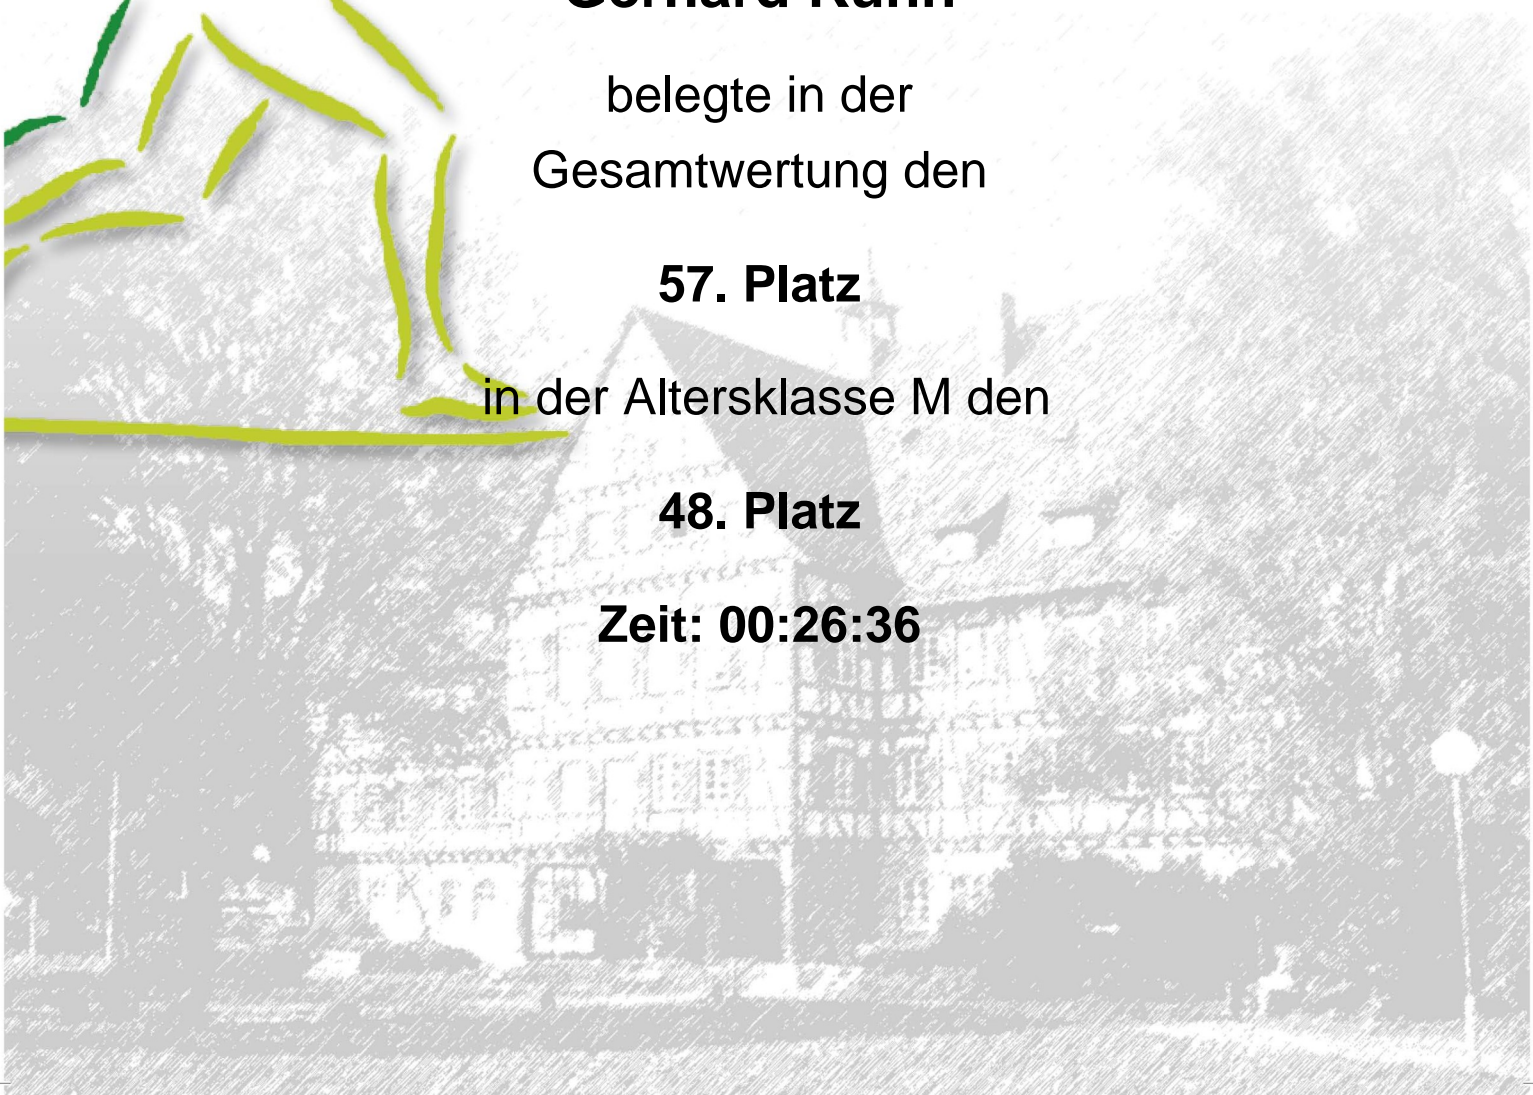 belegte in der
Gesamtwertung den
57. Platz
in der Altersklasse M den
48. Platz
Zeit: 00:26:36